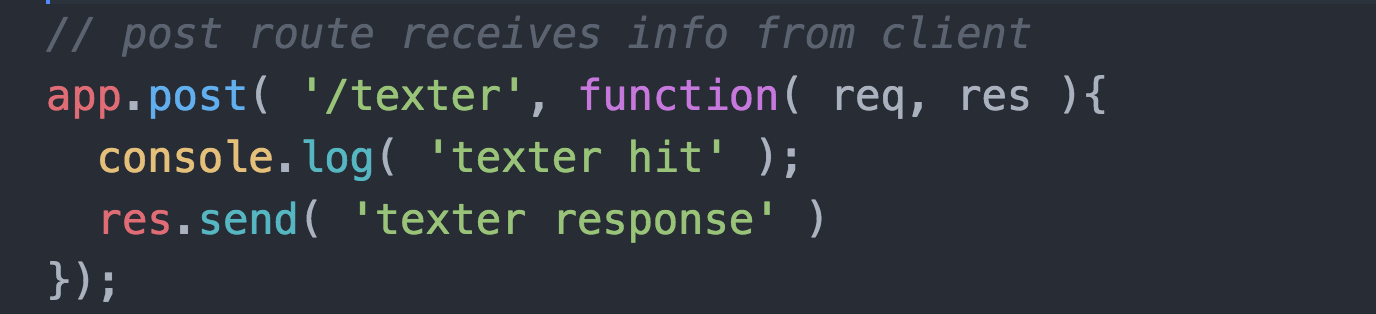 // post route receives info from client
app.post( '/texter', function( req, res ){
  console.log( 'texter hit' );
  res.send( 'texter response' )
});